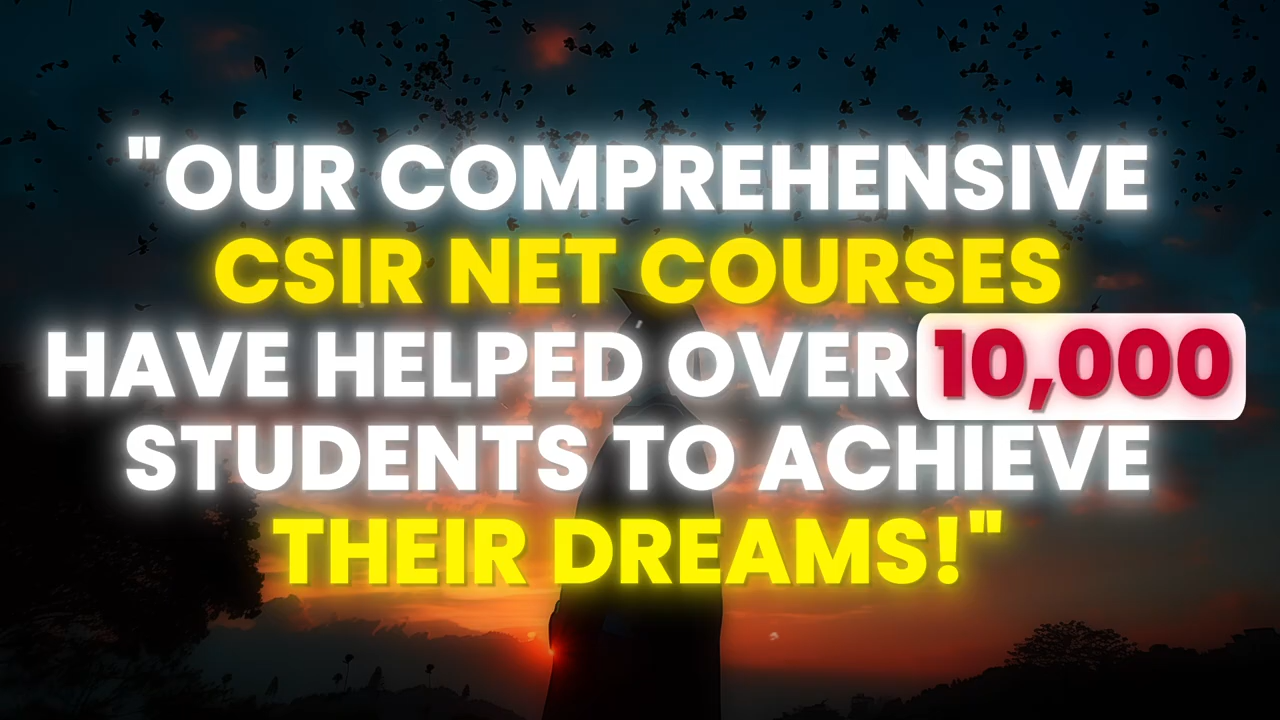 "OUR COMPREHENSIVE
CSIR NET COURSES
HAVE HELPED OVER 10,000
STUDENTS TO ACHIEVE
THEIR DREAMS!"